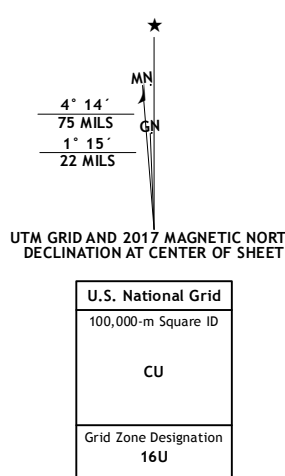 ★
MN
4° 14´
75 MILS
GN
1° 15´
22 MILS
UTM GRID AND 2017 MAGNETIC NORT
DECLINATION AT CENTER OF SHEET
U.S. National Grid
100,000-m Square ID
CU
Grid Zone Designation
16U